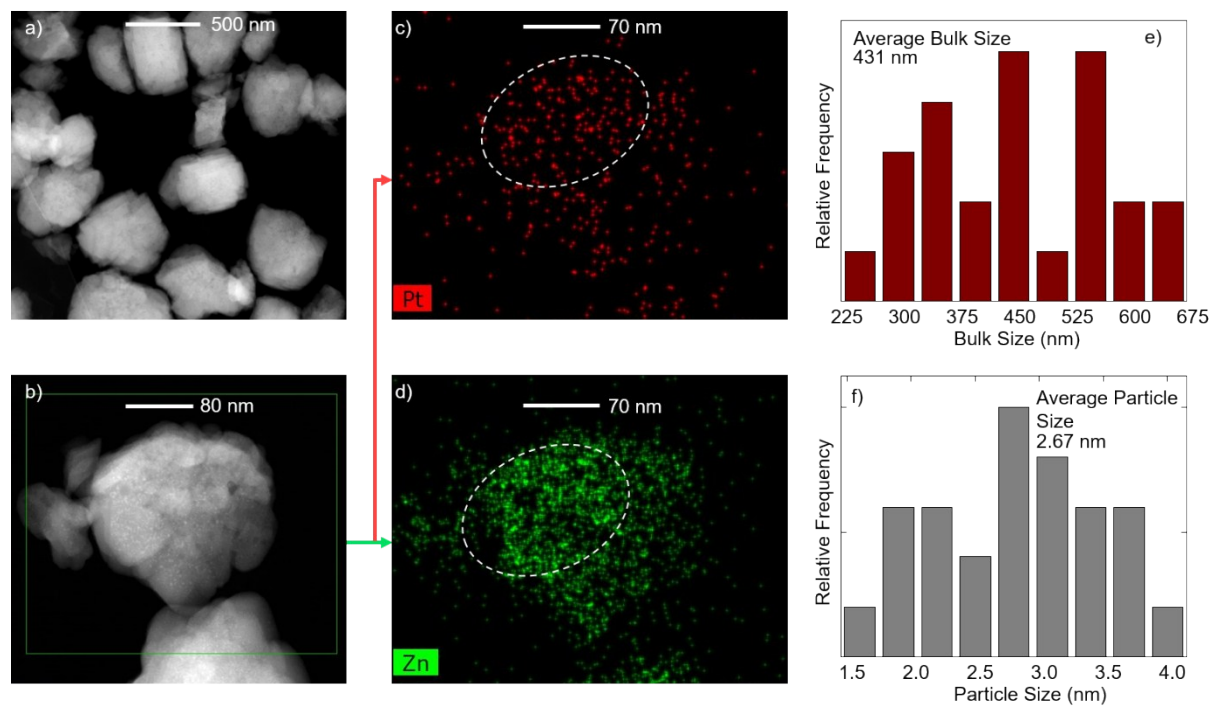 a)
500 nm
b)
80 nm
c)
70 nm
Pt
d)
70 nm
Zn
e)
Average Bulk Size
431 nm
Relative Frequency
225 300 375 450 525 600 675
Bulk Size (nm)
f)
Average Particle
Size
2.67 nm
Relative Frequency
1.5 2.0 2.5 3.0 3.5 4.0
Particle Size (nm)